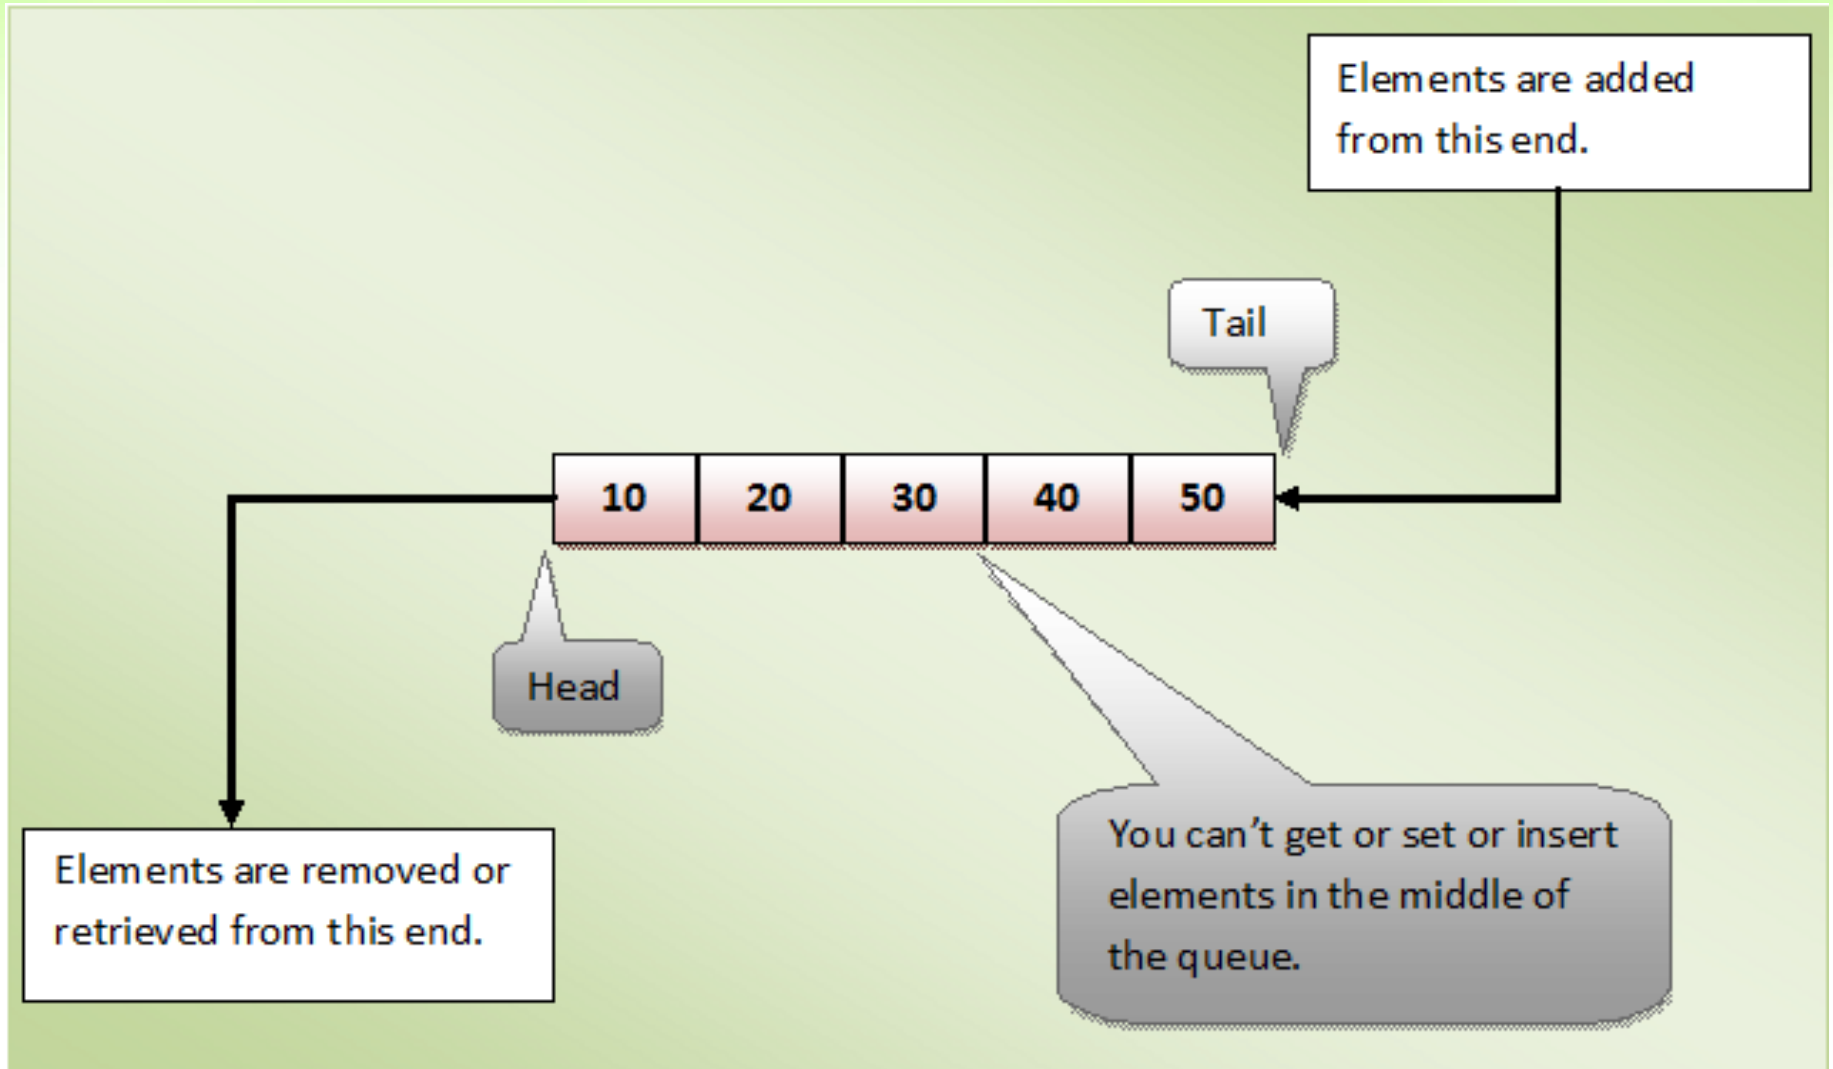 Elements are added
from this end.
Tail
10 20 30 40 50
Head
Elements are removed or
retrieved from this end.
You can’t get or set or insert
elements in the middle of
the queue.